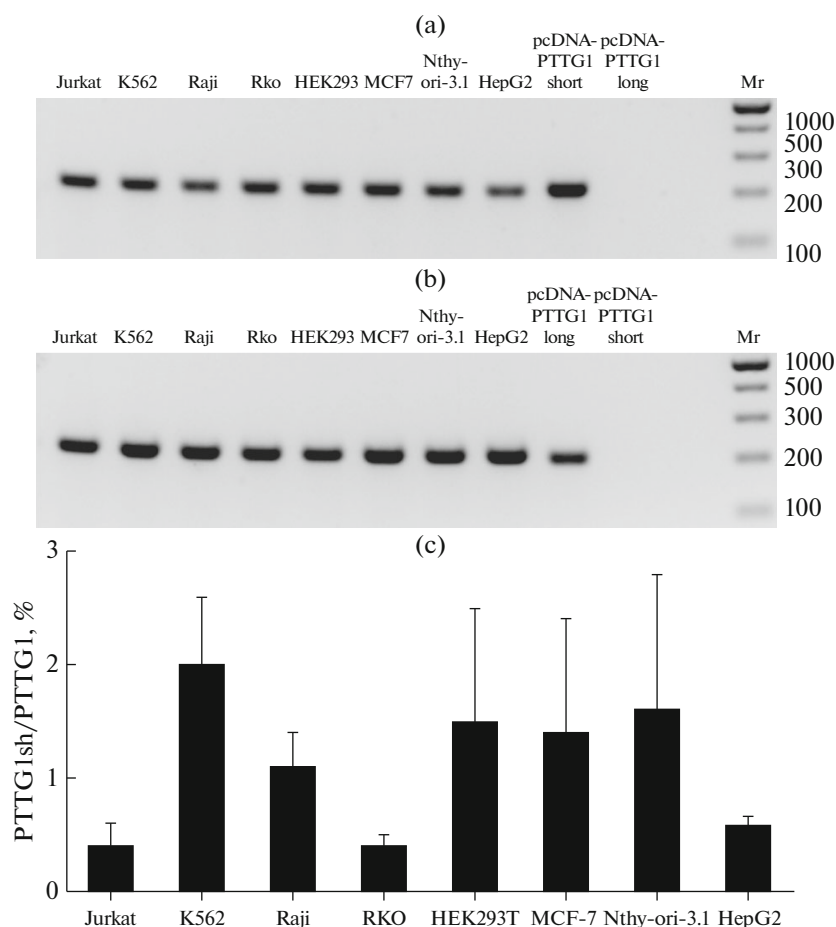 (a)
Jurkat K562 Raji Rko HEK293 MCF7 Nthy-ori-3.1 HepG2 pcDNA-PTTG1 short pcDNA-PTTG1 long Mr
1000
500
300
200
100
(b)
Jurkat K562 Raji Rko HEK293 MCF7 Nthy-ori-3.1 HepG2 pcDNA-PTTG1 long pcDNA-PTTG1 short Mr
1000
500
300
200
100
(c)
PTTG1sh/PTTG1, %
3
2
1
0
Jurkat K562 Raji RKO HEK293T MCF-7 Nthy-ori-3.1 HepG2